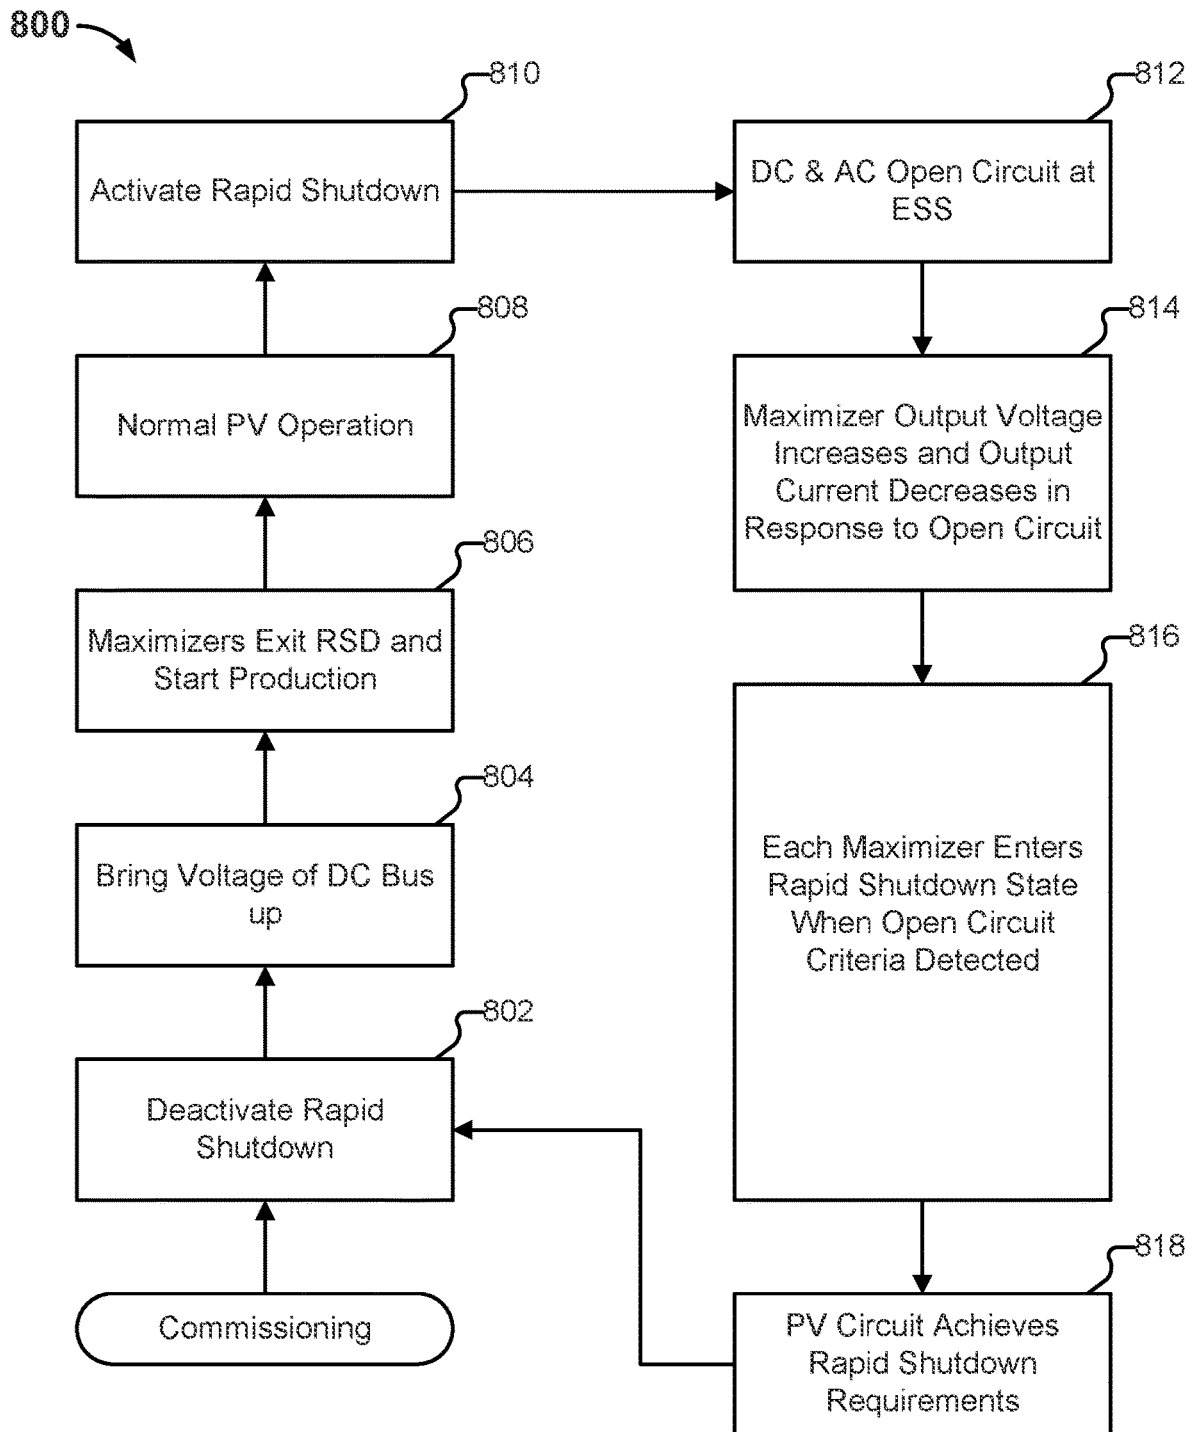 800
810
Activate Rapid Shutdown
812
DC & AC Open Circuit at
ESS
808
Normal PV Operation
814
Maximizer Output Voltage
Increases and Output
Current Decreases in
Response to Open Circuit
806
Maximizers Exit RSD and
Start Production
816
Each Maximizer Enters
Rapid Shutdown State
When Open Circuit
Criteria Detected
804
Bring Voltage of DC Bus
up
802
Deactivate Rapid
Shutdown
818
PV Circuit Achieves
Rapid Shutdown
Requirements
Commissioning